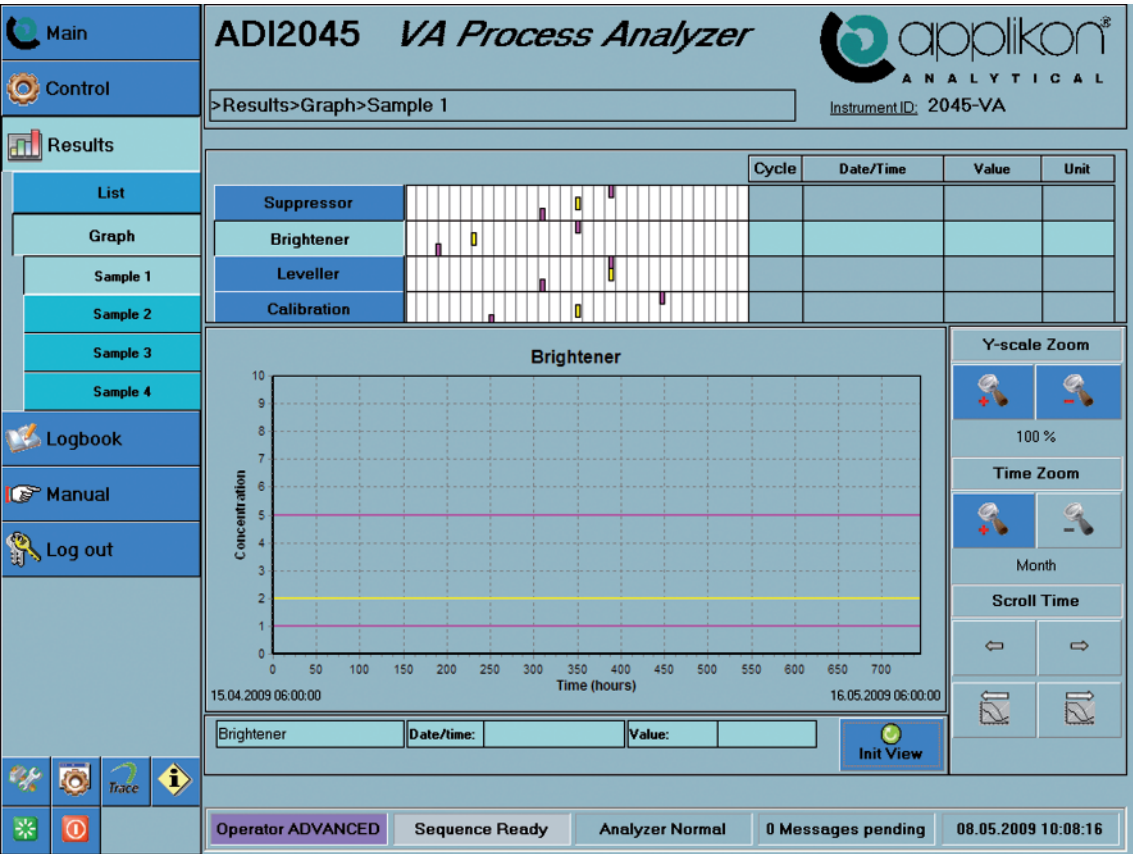 Main
Control
Results
List
Graph
Sample 1
Sample 2
Sample 3
Sample 4
Logbook
Manual
Log out
Trace
ADI2045 VA Process Analyzer
applikon®
ANALYTICAL
>Results>Graph>Sample 1
Instrument ID: 2045-VA
Cycle Date/Time Value Unit
Suppressor
Brightener
Leveller
Calibration
Brightener
Concentration
10
9
8
7
6
5
4
3
2
1
0
0 50 100 150 200 250 300 350 400 450 500 550 600 650 700
Time (hours)
15.04.2009 06:00:00 16.05.2009 06:00:00
Y-scale Zoom
100 %
Time Zoom
Month
Scroll Time
Brightener Date/time: Value:
Init View
Operator ADVANCED Sequence Ready Analyzer Normal 0 Messages pending 08.05.2009 10:08:16